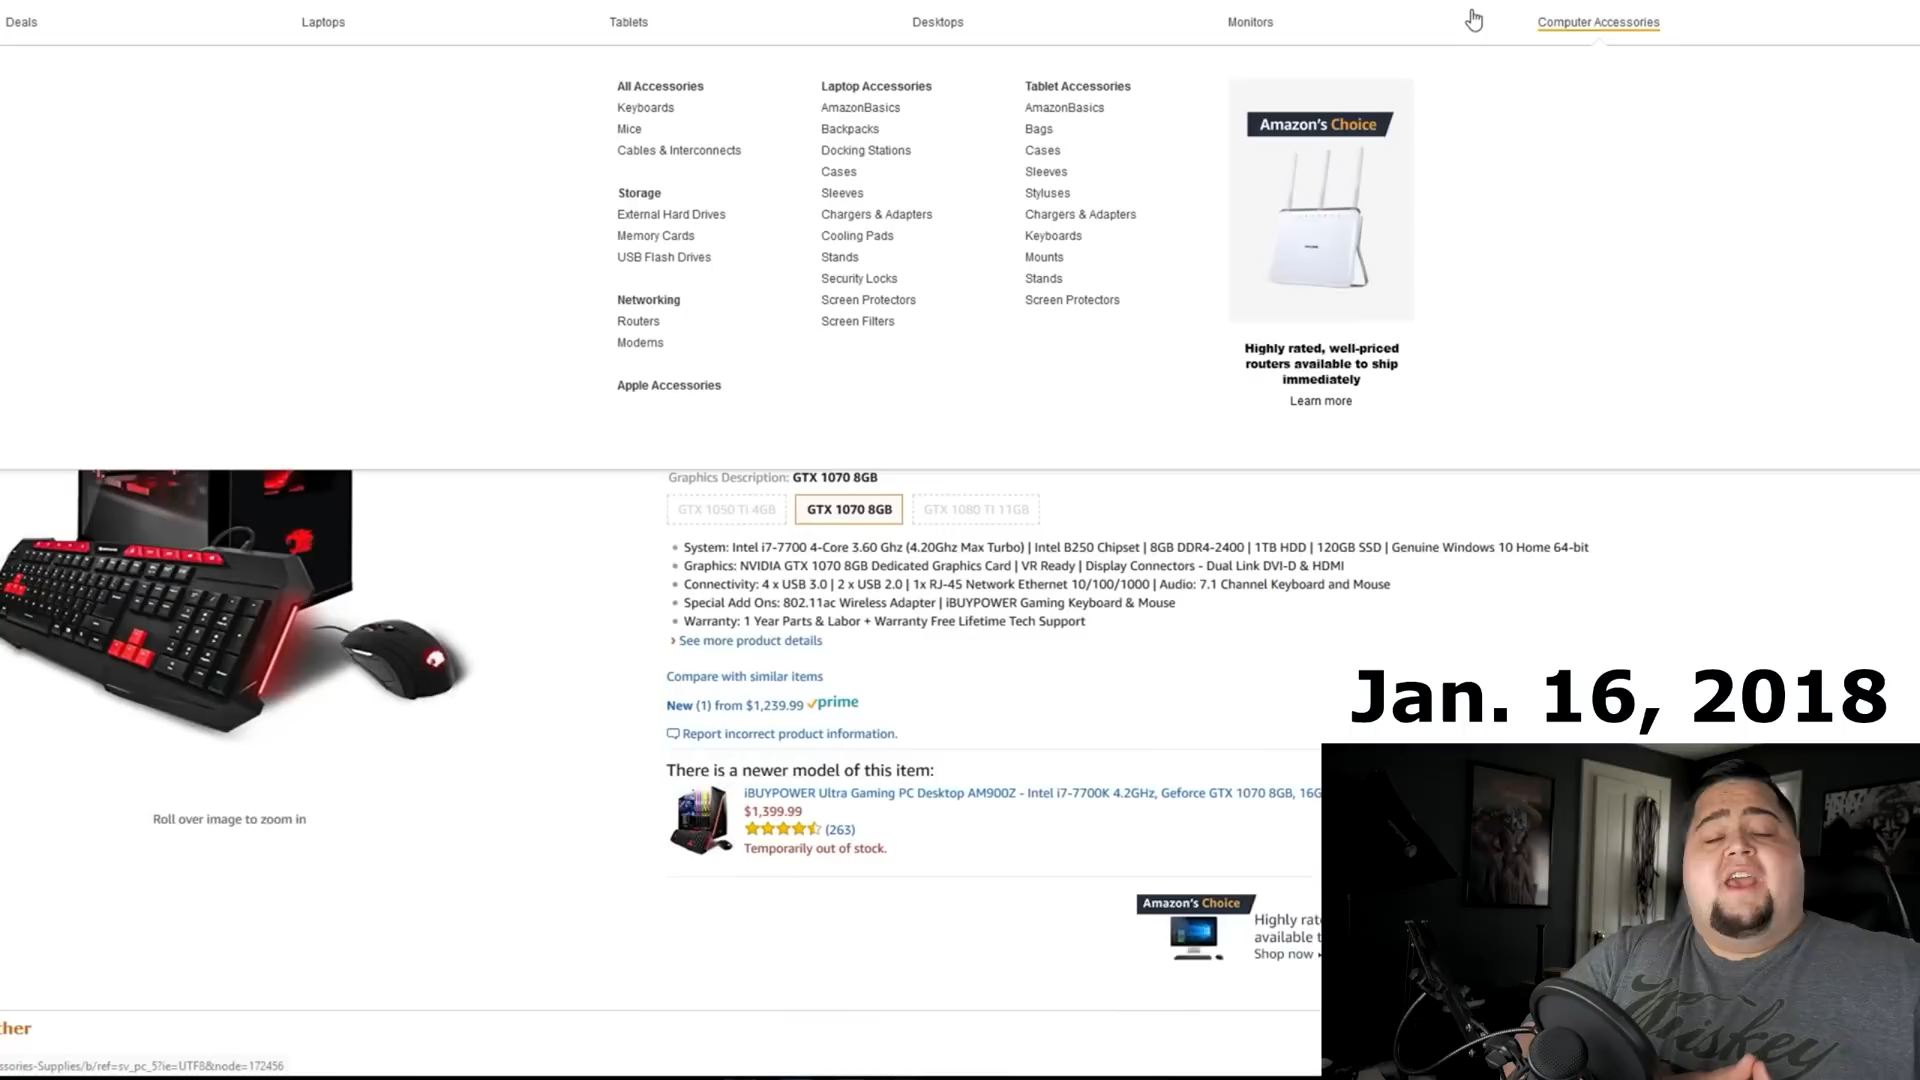 Deals
Laptops
Tablets
Desktops
Monitors
Computer Accessories
All Accessories
Keyboards
Mice
Cables & Interconnects
Storage
External Hard Drives
Memory Cards
USB Flash Drives
Networking
Routers
Modems
Apple Accessories
Laptop Accessories
AmazonBasics
Backpacks
Docking Stations
Cases
Sleeves
Chargers & Adapters
Cooling Pads
Stands
Security Locks
Screen Protectors
Screen Filters
Tablet Accessories
AmazonBasics
Bags
Cases
Sleeves
Styluses
Chargers & Adapters
Keyboards
Mounts
Stands
Screen Protectors
Amazon's Choice
Highly rated, well-priced
routers available to ship
immediately
Learn more
Graphics Description: GTX 1070 8GB
GTX 1050 TI 4GB
GTX 1070 8GB
GTX 1080 TI 11GB
System: Intel i7-7700 4-Core 3.60 Ghz (4.20Ghz Max Turbo) | Intel B250 Chipset | 8GB DDR4-2400 | 1TB HDD | 120GB SSD | Genuine Windows 10 Home 64-bit
Graphics: NVIDIA GTX 1070 8GB Dedicated Graphics Card | VR Ready | Display Connectors - Dual Link DVI-D & HDMI
Connectivity: 4 x USB 3.0 | 2 x USB 2.0 | 1x RJ-45 Network Ethernet 10/100/1000 | Audio: 7.1 Channel Keyboard and Mouse
Special Add Ons: 802.11ac Wireless Adapter | iBUYPOWER Gaming Keyboard & Mouse
Warranty: 1 Year Parts & Labor + Warranty Free Lifetime Tech Support
› See more product details
Compare with similar items
New (1) from $1,239.99 prime
Report incorrect product information.
There is a newer model of this item:
iBUYPOWER Ultra Gaming PC Desktop AM900Z - Intel i7-7700K 4.2GHz, Geforce GTX 1070 8GB, 16G
$1,399.99
(263)
Temporarily out of stock.
Roll over image to zoom in
Jan. 16, 2018
Amazon's Choice
Highly rat
available t
Shop now
ther
ssories-Supplies/b/ref=sv_pc_5?ie=UTF8&node=172456
Whiskey